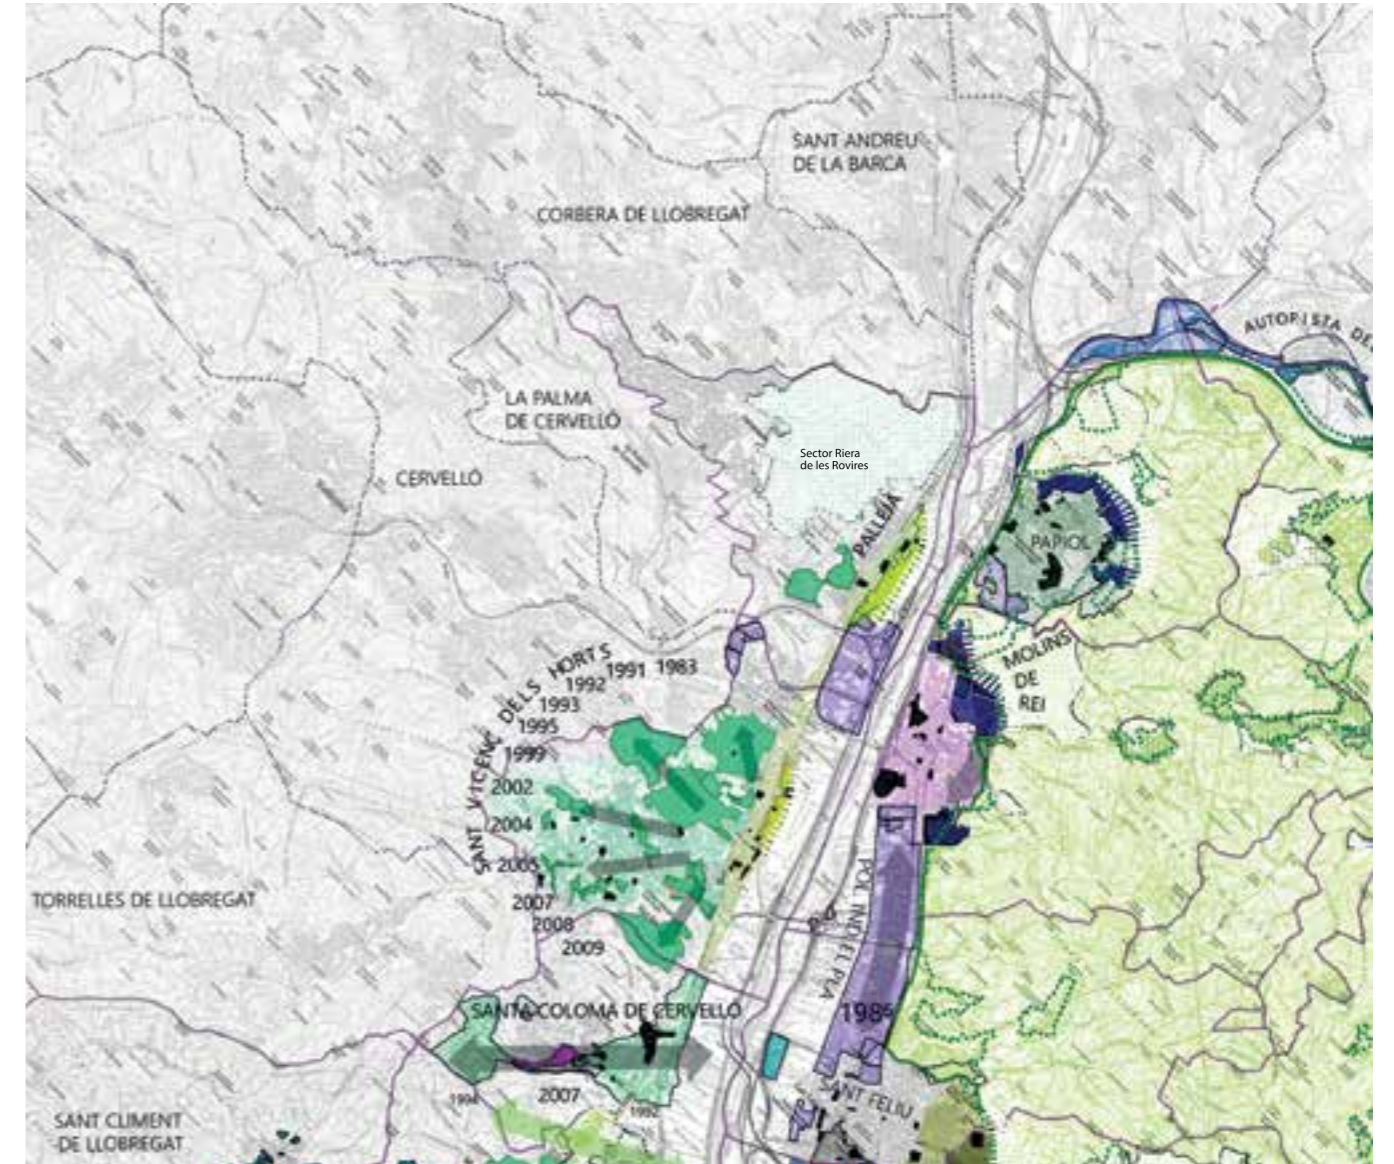 SANT ANDREU
DE LA BARCA
CORBERA DE LLOBREGAT
AUTOPISTA DEL
LA PALMA
DE CERVELLÓ
Sector Riera
de les Rovires
CERVELLÓ
PALLEJÀ
PAPIOL
MOLINS
DE
REI
SANT VICENÇ DELS HORTS
1983
1991
1992
1993
1995
1999
2002
2004
2005
2007
2008
2009
TORRELLES DE LLOBREGAT
POL IND EL PLA
1985
SANTA COLOMA DE CERVELLÓ
1994
2007
1992
SANT FELIU
SANT CLIMENT
DE LLOBREGAT